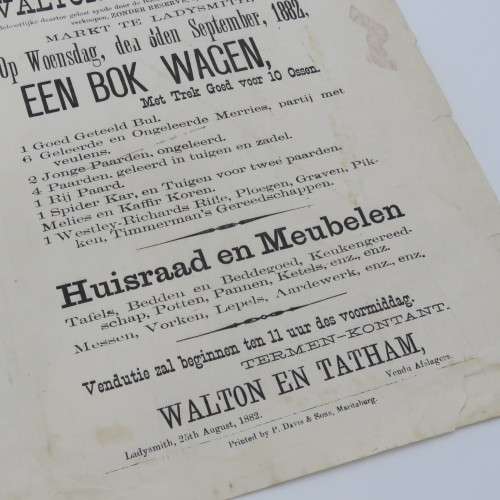 WALTON
verkoopen, ZONDER RESERVE
MARKT TE LADYSMITH,
Op Woensdag, den 6den September, 1882.
EEN BOK WAGEN,
Met Trek Goed voor 10 Ossen.
1 Goed Geteeld Bul.
6 Geleerde en Ongeleerde Merries, partij met
veulens.
2 Jonge Paarden, ongeleerd.
4 Paarden, geleerd in tuigen en zadel.
1 Rij Paard.
1 Spider Kar, en Tuigen voor twee paarden.
Melies en Kaffir Koren.
1 Westley-Richards Rifle, Ploegen, Graven, Pik-
ken, Timmerman's Gereedschappen.
Huisraad en Meubelen
Tafels, Bedden en Beddegoed, Keukengereed-
schap, Potten, Pannen, Ketels, enz., enz.
Messen, Vorken, Lepels, Aardewerk, enz., enz.
Vendutie zal beginnen ten 11 uur des voormiddag.
TERMEN-KONTANT.
WALTON EN TATHAM,
Vendu Afslagers.
Ladysmith, 25th August, 1882.
Printed by P. Davis & Sons, Maritzburg.